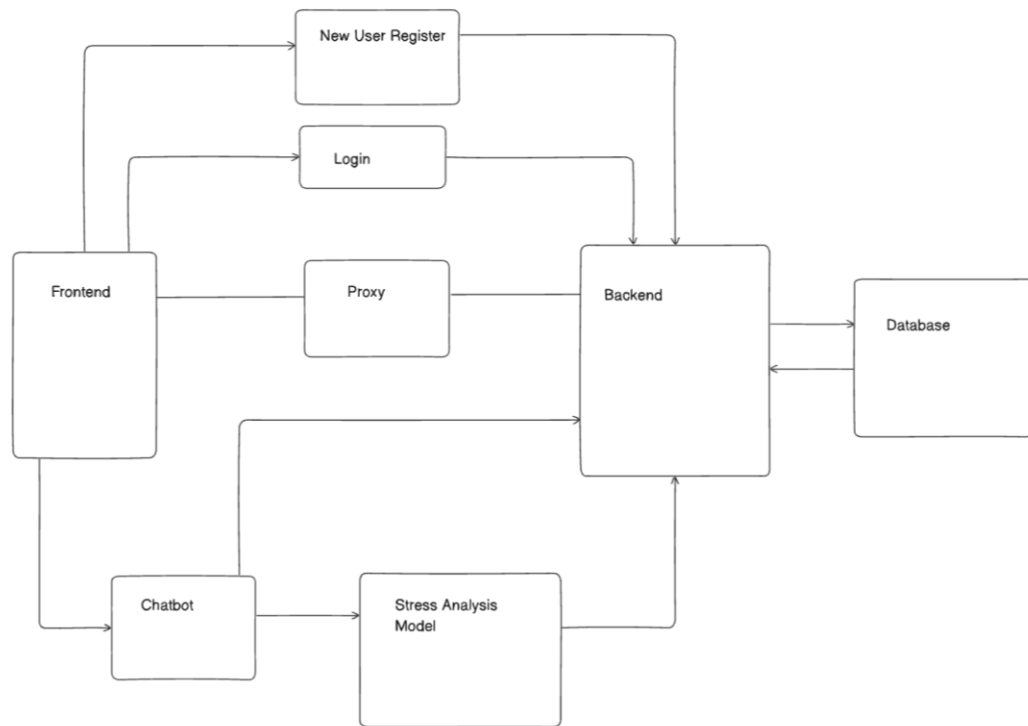 New User Register
Login
Frontend
Proxy
Backend
Database
Chatbot
Stress Analysis
Model